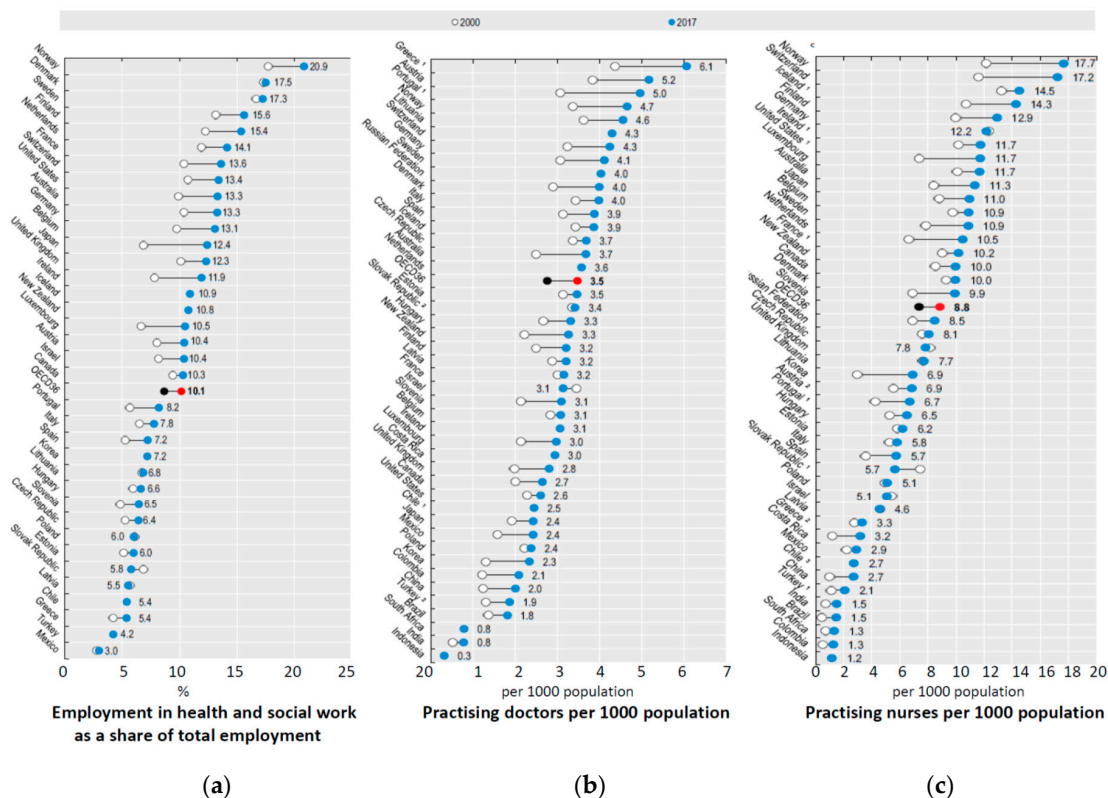 2000
2017
Norway
Denmark
Sweden
Finland
Netherlands
France
Switzerland
United States
Australia
Germany
Belgium
Japan
United Kingdom
Ireland
Iceland
New Zealand
Luxembourg
Austria
Israel
Canada
OECD36
Portugal
Italy
Spain
Korea
Lithuania
Hungary
Slovenia
Czech Republic
Poland
Estonia
Slovak Republic
Latvia
Chile
Greece
Turkey
Mexico
20.9
17.5
17.3
15.6
15.4
14.1
13.6
13.4
13.3
13.3
13.1
12.4
12.3
11.9
10.9
10.8
10.5
10.4
10.4
10.3
10.1
8.2
7.8
7.2
7.2
6.8
6.6
6.5
6.4
6.0
6.0
5.8
5.5
5.4
5.4
4.2
3.0
0 5 10 15 20 25
%
Employment in health and social work
as a share of total employment
(a)
Greece ¹
Austria
Portugal ¹
Norway
Lithuania
Switzerland
Germany
Sweden
Russian Federation
Denmark
Italy
Spain
Iceland
Czech Republic
Australia
Netherlands
OECD36
Estonia
Slovak Republic ²
Hungary
New Zealand
Finland
Latvia
France
Israel
Slovenia
Belgium
Ireland
Luxembourg
Costa Rica
United Kingdom
Canada
United States
Chile ¹
Japan
Mexico
Poland
Korea
Colombia
China
Turkey ²
Brazil
South Africa
India
Indonesia
6.1
5.2
5.0
4.7
4.6
4.3
4.3
4.1
4.0
4.0
4.0
3.9
3.9
3.7
3.7
3.6
3.5
3.5
3.4
3.3
3.3
3.2
3.2
3.2
3.1
3.1
3.1
3.1
3.0
3.0
2.8
2.7
2.6
2.5
2.4
2.4
2.4
2.3
2.1
2.0
1.9
1.8
0.8
0.8
0.3
20 1 2 3 4 5 6 7
per 1000 population
Practising doctors per 1000 population
(b)
c
Norway
Switzerland
Iceland ¹
Finland
Germany
Ireland ¹
United States ¹
Luxembourg
Australia
Japan
Belgium
Sweden
Netherlands
France ¹
New Zealand
Canada
Denmark
Slovenia
OECD36
ussian Federation
Czech Republic
United Kingdom
Lithuania
Korea
Austria ²
Portugal ¹
Hungary
Estonia
Italy
Spain
Slovak Republic ¹
Poland
Israel
Latvia
Greece ²
Costa Rica
Mexico
Chile ³
China
Turkey ¹
India
Brazil
South Africa
Colombia
Indonesia
17.7
17.2
14.5
14.3
12.9
12.2
11.7
11.7
11.7
11.3
11.0
10.9
10.9
10.5
10.2
10.0
10.0
9.9
8.8
8.5
8.1
7.8
7.7
6.9
6.9
6.7
6.5
6.2
5.8
5.7
5.7
5.1
5.1
4.6
3.3
3.2
2.9
2.7
2.7
2.1
1.5
1.5
1.3
1.3
1.2
0 2 4 6 8 10 12 14 16 18 20
per 1000 population
Practising nurses per 1000 population
(c)